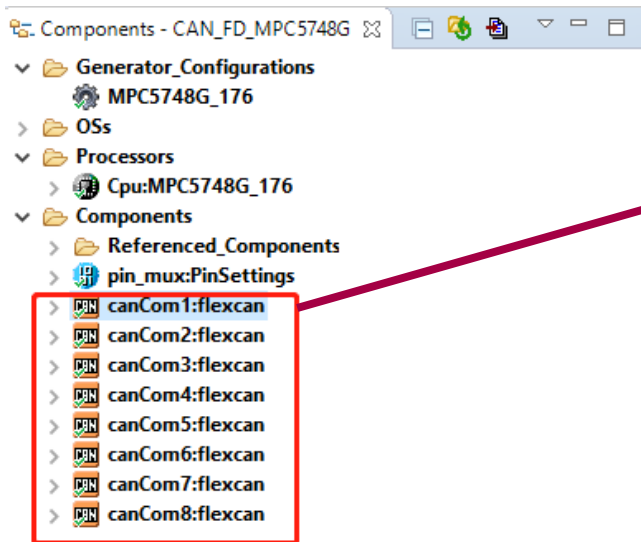 Components - CAN_FD_MPC5748G
Generator_Configurations
MPC5748G_176
OSs
Processors
Cpu:MPC5748G_176
Components
Referenced_Components
pin_mux:PinSettings
canCom1:flexcan
canCom2:flexcan
canCom3:flexcan
canCom4:flexcan
canCom5:flexcan
canCom6:flexcan
canCom7:flexcan
canCom8:flexcan